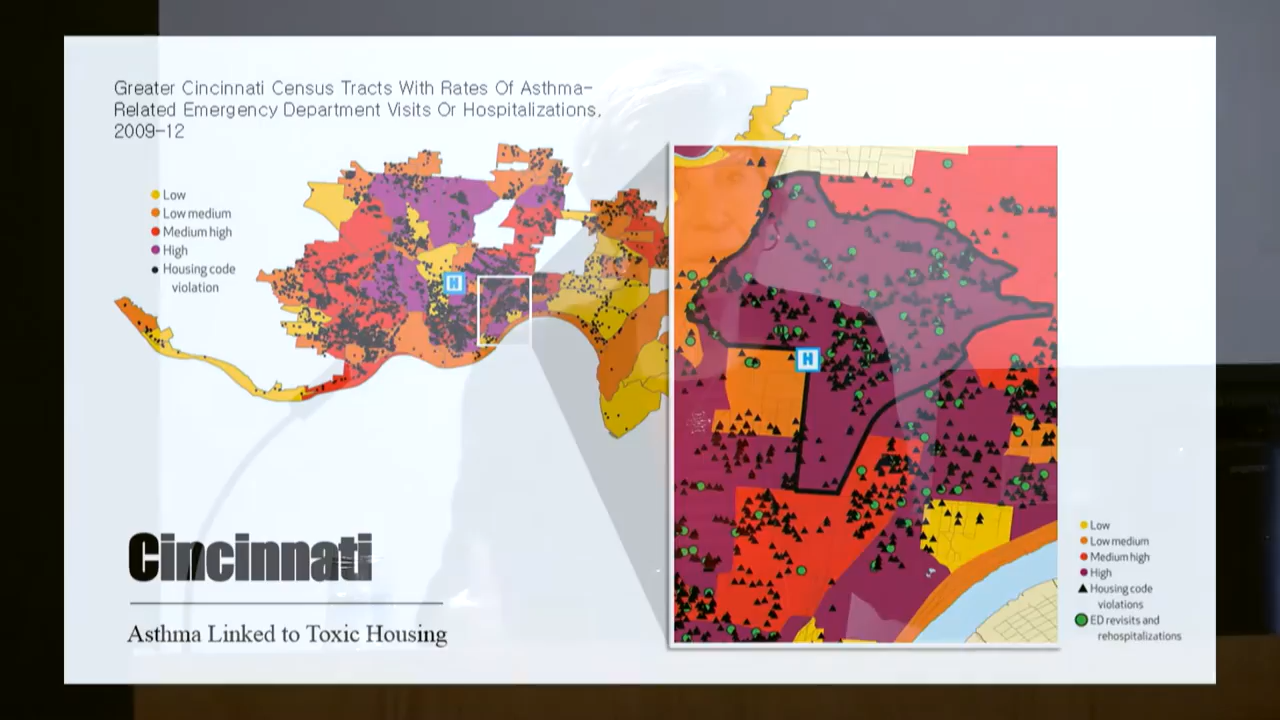 Greater Cincinnati Census Tracts With Rates Of Asthma-
Related Emergency Department Visits Or Hospitalizations,
2009-12
Low
Low medium
Medium high
High
Housing code
violation
H
H
Cincinnati
Asthma Linked to Toxic Housing
Low
Low medium
Medium high
High
Housing code
violations
ED revisits and
rehospitalizations